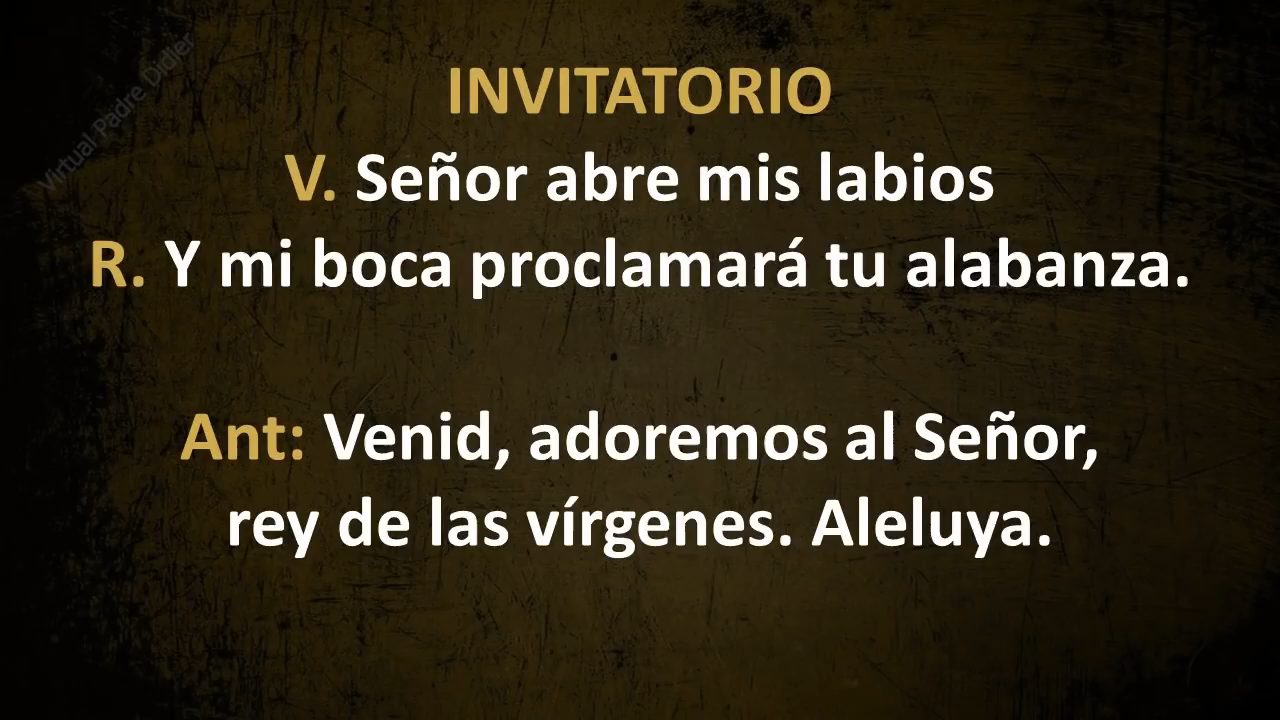 Virtual Padre Didier
INVITATORIO
V. Señor abre mis labios
R. Y mi boca proclamará tu alabanza.
Ant: Venid, adoremos al Señor,
rey de las vírgenes. Aleluya.